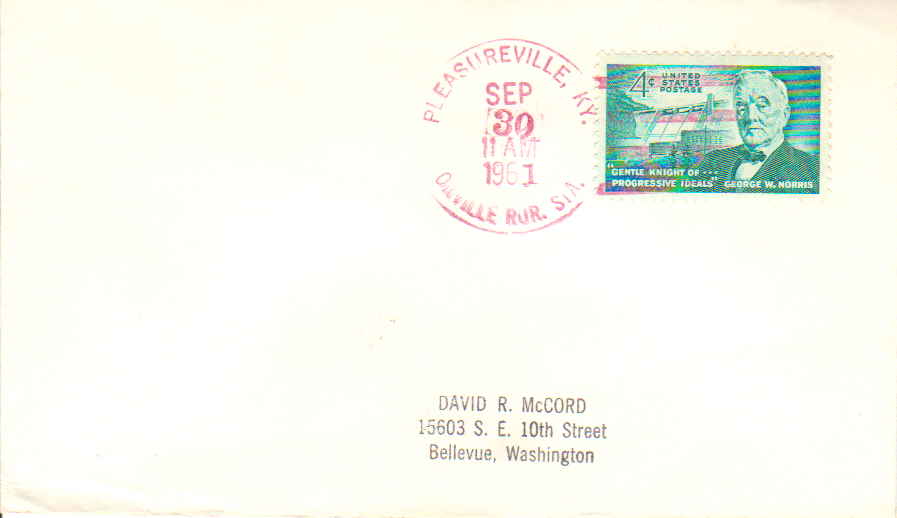 PLEASUREVILLE, KY.
SEP
30
11 AM
1961
RUR. STA.
4¢ UNITED
STATES
POSTAGE
"GENTLE KNIGHT OF ---
PROGRESSIVE IDEALS" GEORGE W. NORRIS
DAVID R. McCORD
15603 S. E. 10th Street
Bellevue, Washington